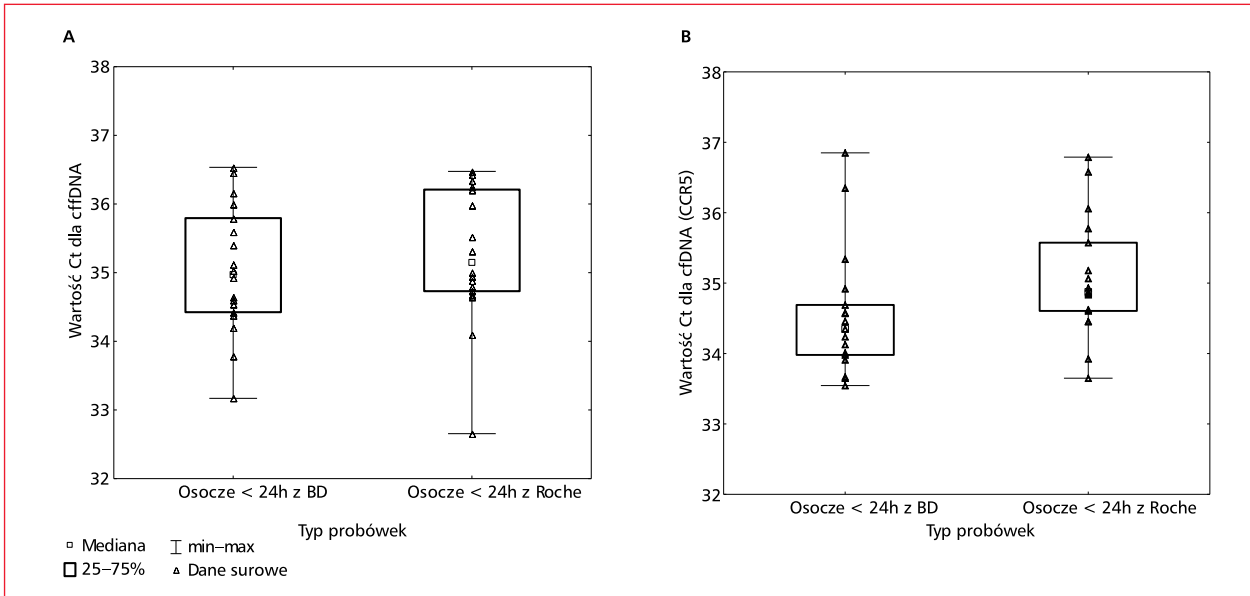 A
38
37
36
35
34
33
32
Wartość Ct dla cffDNA
Osocze < 24h z BD
Osocze < 24h z Roche
Typ probówek
Mediana
min–max
25–75%
Dane surowe
B
38
37
36
35
34
33
32
Wartość Ct dla cfDNA (CCR5)
Osocze < 24h z BD
Osocze < 24h z Roche
Typ probówek